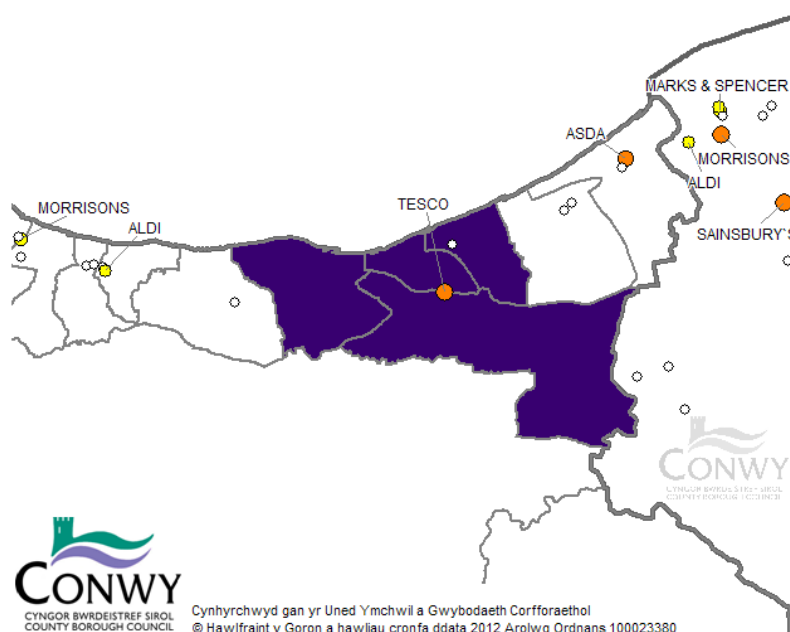 MARKS & SPENCER
ASDA
MORRISONS
ALDI
TESCO
MORRISONS
SAINSBURY'S
ALDI
CONWY
CYNGOR BWRDEISTREF SIROL
COUNTY BOROUGH COUNCIL
CONWY
CYNGOR BWRDEISTREF SIROL
COUNTY BOROUGH COUNCIL
Cynhyrchwyd gan yr Uned Ymchwil a Gwybodaeth Corfforaethol
© Hawlfraint y Goron a hawliau cronfa ddata 2012 Arolwg Ordnans 100023380